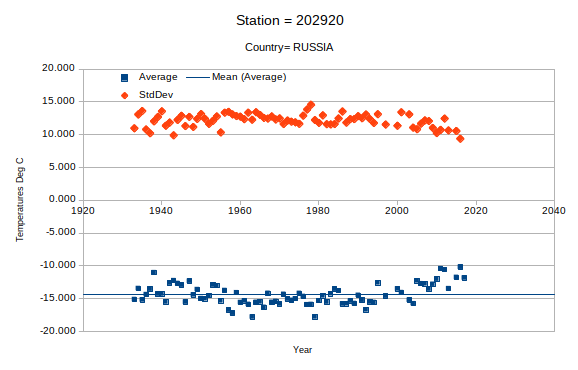 Station = 202920
Country= RUSSIA
20.000
Average
Mean (Average)
StdDev
15.000
10.000
5.000
0.000
1920
1940
1960
1980
2000
2020
2040
-5.000
-10.000
-15.000
-20.000
Temperatures Deg C
Year